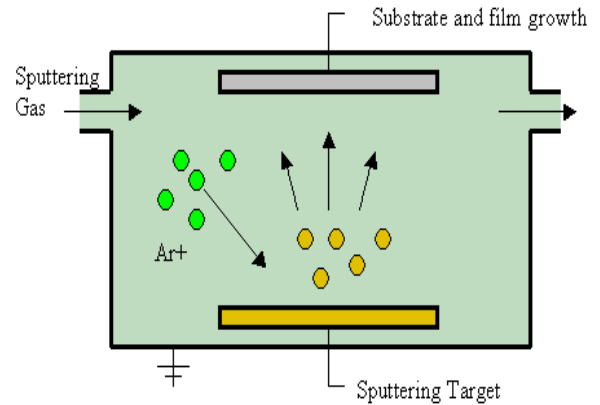 Substrate and film growth
Sputtering
Gas
Ar+
Sputtering Target